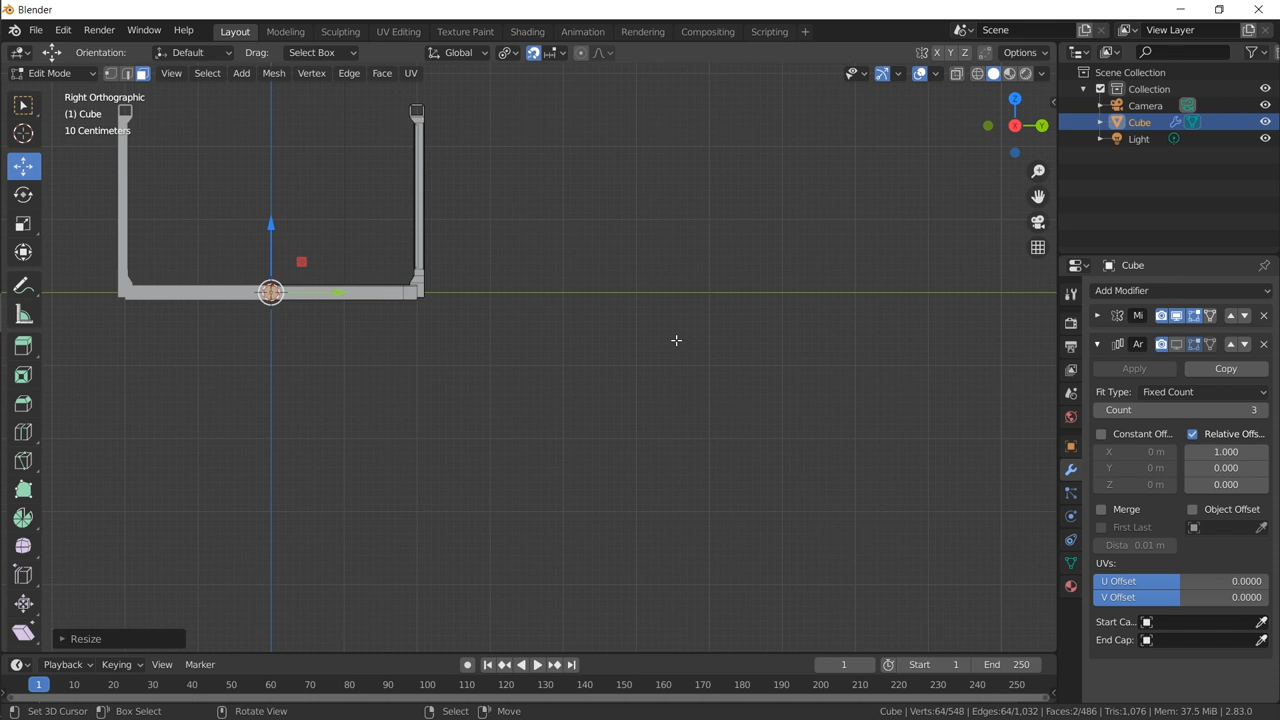 Blender
File Edit Render Window Help Layout Modeling Sculpting UV Editing Texture Paint Shading Animation Rendering Compositing Scripting + Scene View Layer
Orientation: Default Drag: Select Box Global X Y Z Options
Edit Mode View Select Add Mesh Vertex Edge Face UV
Right Orthographic
(1) Cube
10 Centimeters
Z
Y
X
Resize
Scene Collection
Collection
Camera
Cube
Light
Cube
Add Modifier
Mi
Ar
Apply Copy
Fit Type: Fixed Count
Count 3
Constant Off... Relative Offs...
X 0 m 1.000
Y 0 m 0.000
Z 0 m 0.000
Merge Object Offset
First Last
Dista 0.01 m
UVs:
U Offset 0.0000
V Offset 0.0000
Start Ca...
End Cap:
Playback Keying View Marker 1 Start 1 End 250
1 10 20 30 40 50 60 70 80 90 100 110 120 130 140 150 160 170 180 190 200 210 220 230 240 250
Set 3D Cursor Box Select Rotate View Select Move Cube | Verts:64/548 | Edges:64/1,032 | Faces:2/486 | Tris:1,076 | Mem: 37.5 MiB | 2.83.0